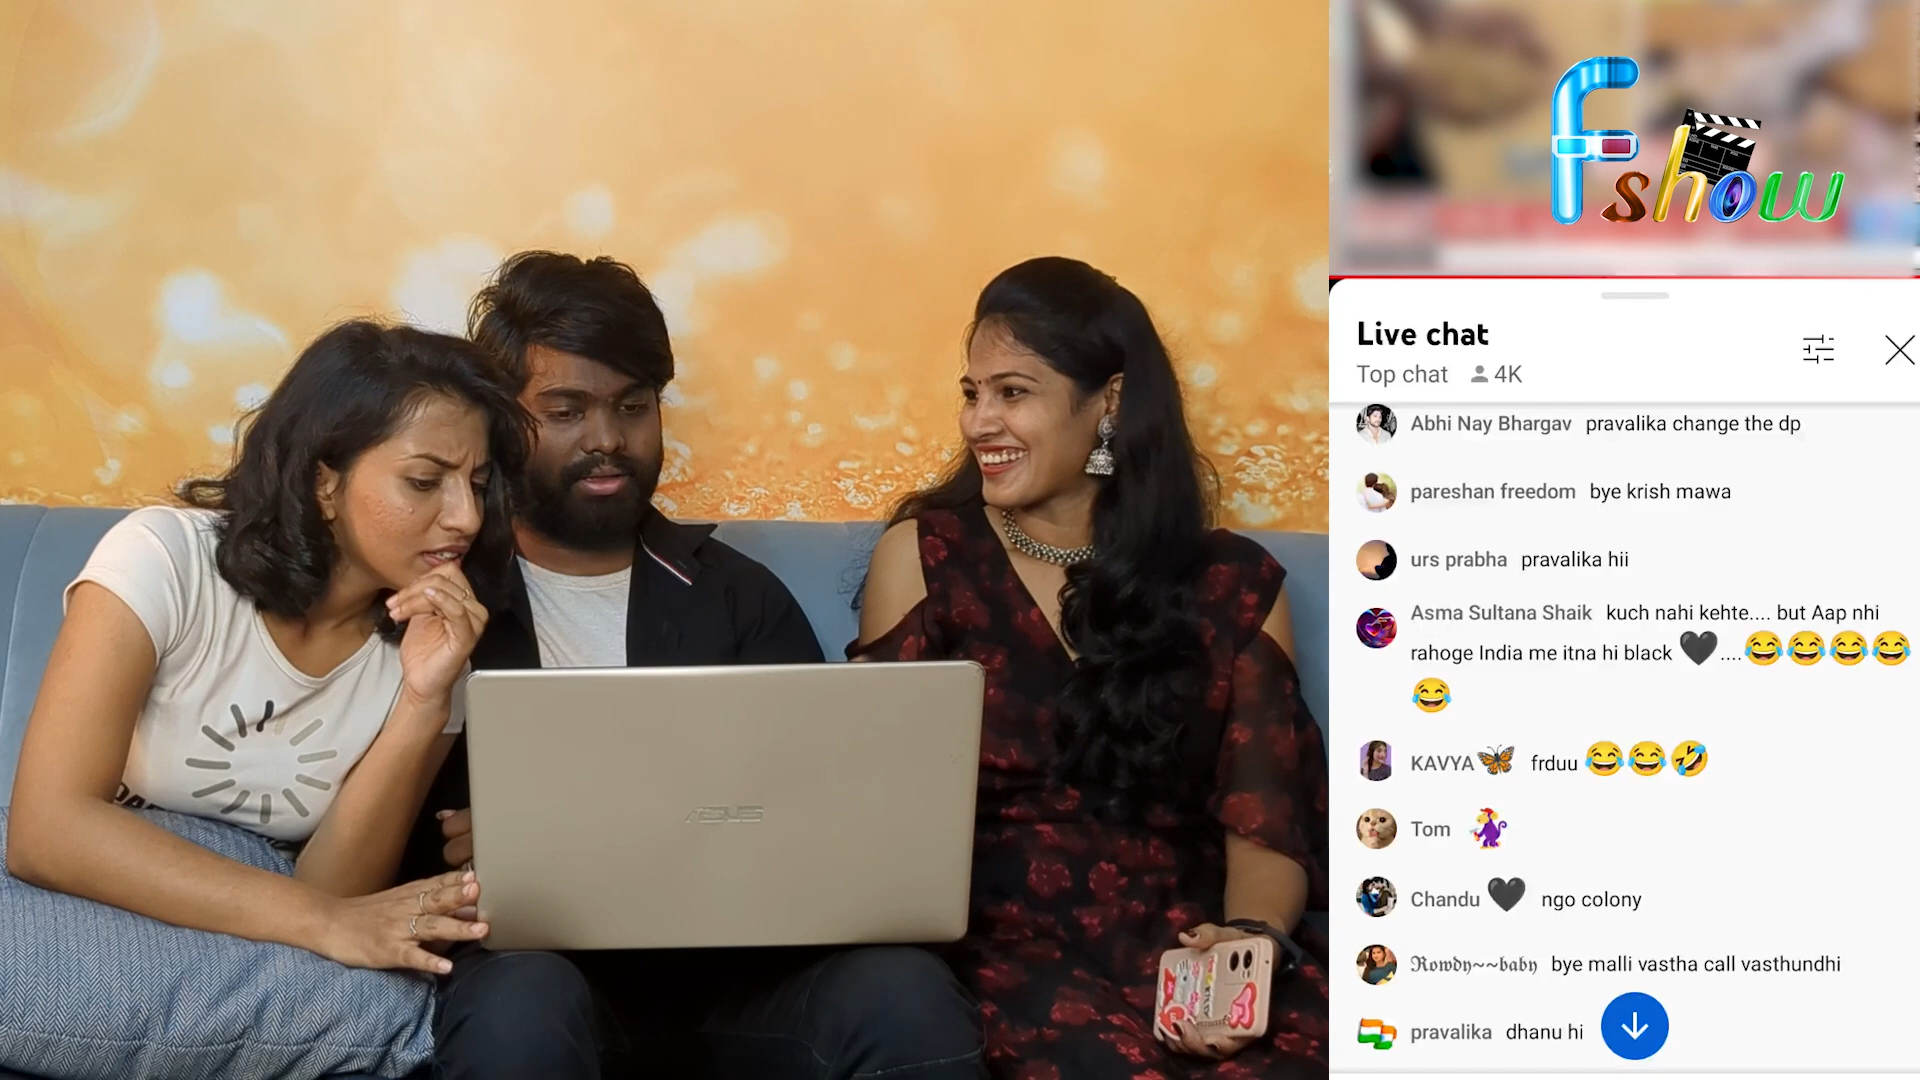 Fshow
Live chat
Top chat 4K
Abhi Nay Bhargav pravalika change the dp
pareshan freedom bye krish mawa
urs prabha pravalika hii
Asma Sultana Shaik kuch nahi kehte.... but Aap nhi
rahoge India me itna hi black 🖤 ....😂😂😂😂
😂
KAVYA🦋 frduu 😂😂🤣
Tom
Chandu 🖤 ngo colony
ℜ𝔬𝔴𝔡𝔶~~𝔟𝔞𝔟𝔶 bye malli vastha call vasthundhi
pravalika dhanu hi
ASUS